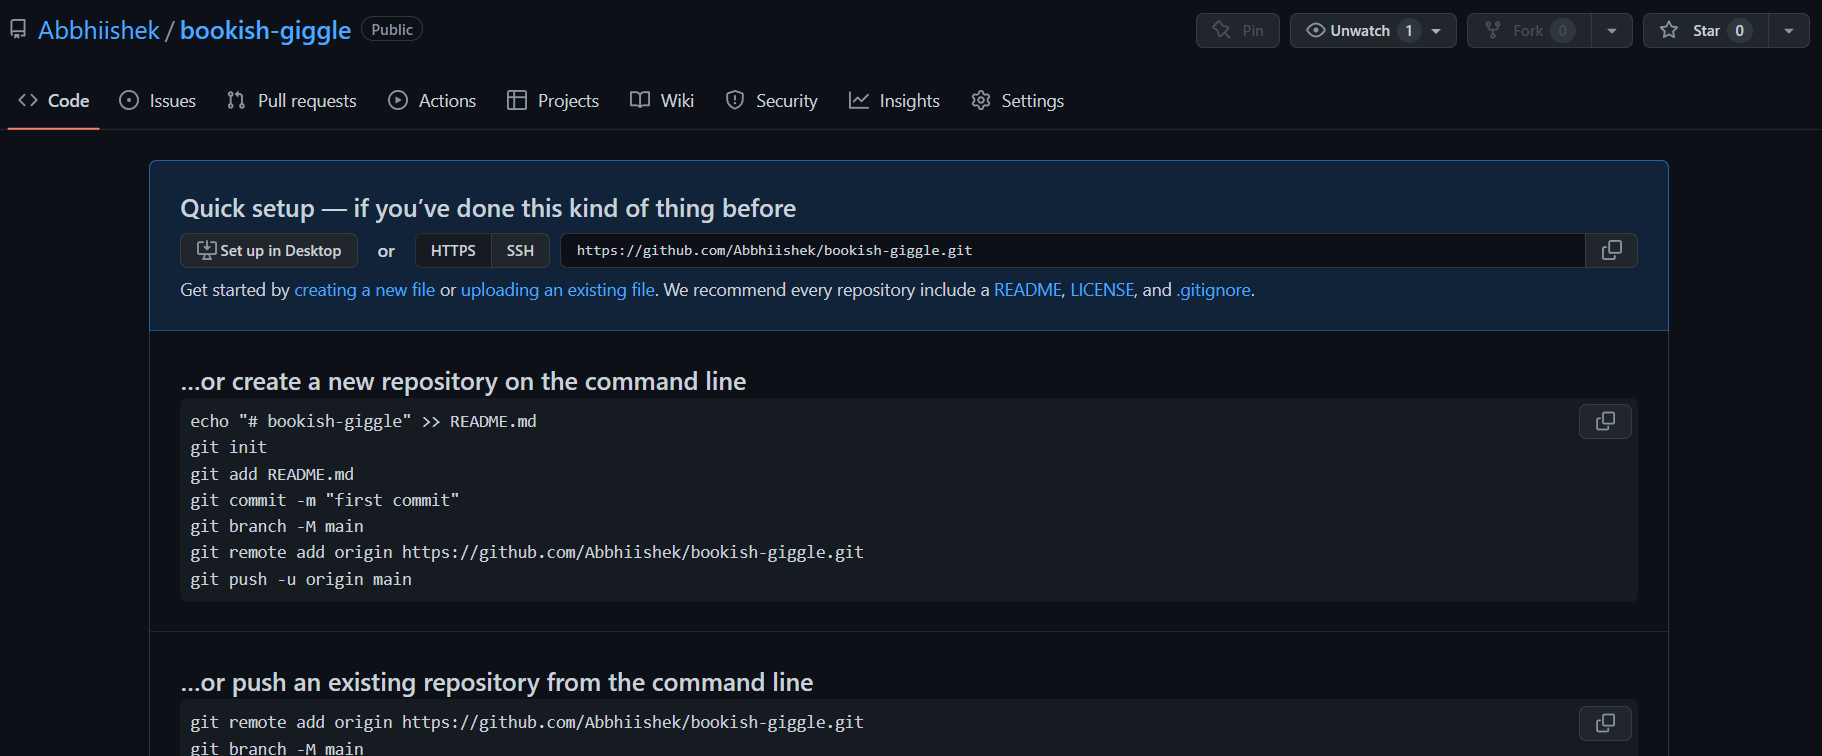 Abbhiishek / bookish-giggle Public
Pin Unwatch 1 Fork 0 Star 0
Code Issues Pull requests Actions Projects Wiki Security Insights Settings
Quick setup — if you’ve done this kind of thing before
Set up in Desktop or HTTPS SSH https://github.com/Abbhiishek/bookish-giggle.git
Get started by creating a new file or uploading an existing file. We recommend every repository include a README, LICENSE, and .gitignore.
…or create a new repository on the command line
echo "# bookish-giggle" >> README.md
git init
git add README.md
git commit -m "first commit"
git branch -M main
git remote add origin https://github.com/Abbhiishek/bookish-giggle.git
git push -u origin main
…or push an existing repository from the command line
git remote add origin https://github.com/Abbhiishek/bookish-giggle.git
git branch -M main